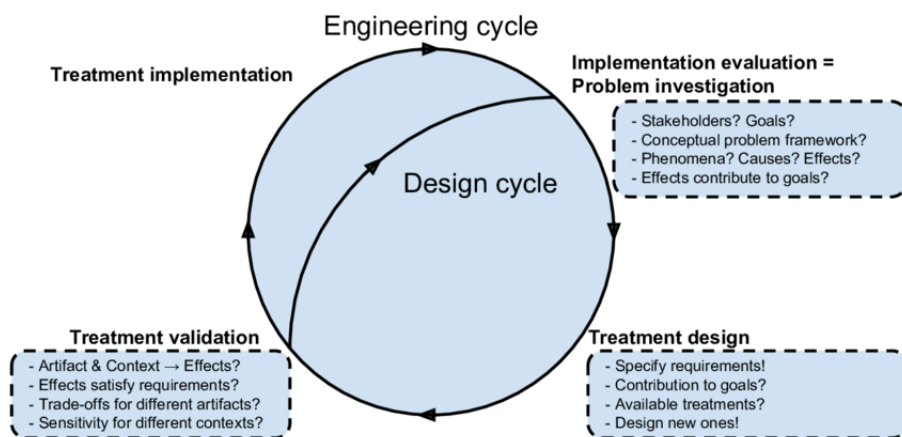 Engineering cycle
Treatment implementation
Implementation evaluation =
Problem investigation
- Stakeholders? Goals?
- Conceptual problem framework?
- Phenomena? Causes? Effects?
- Effects contribute to goals?
Design cycle
Treatment validation
- Artifact & Context → Effects?
- Effects satisfy requirements?
- Trade-offs for different artifacts?
- Sensitivity for different contexts?
Treatment design
- Specify requirements!
- Contribution to goals?
- Available treatments?
- Design new ones!